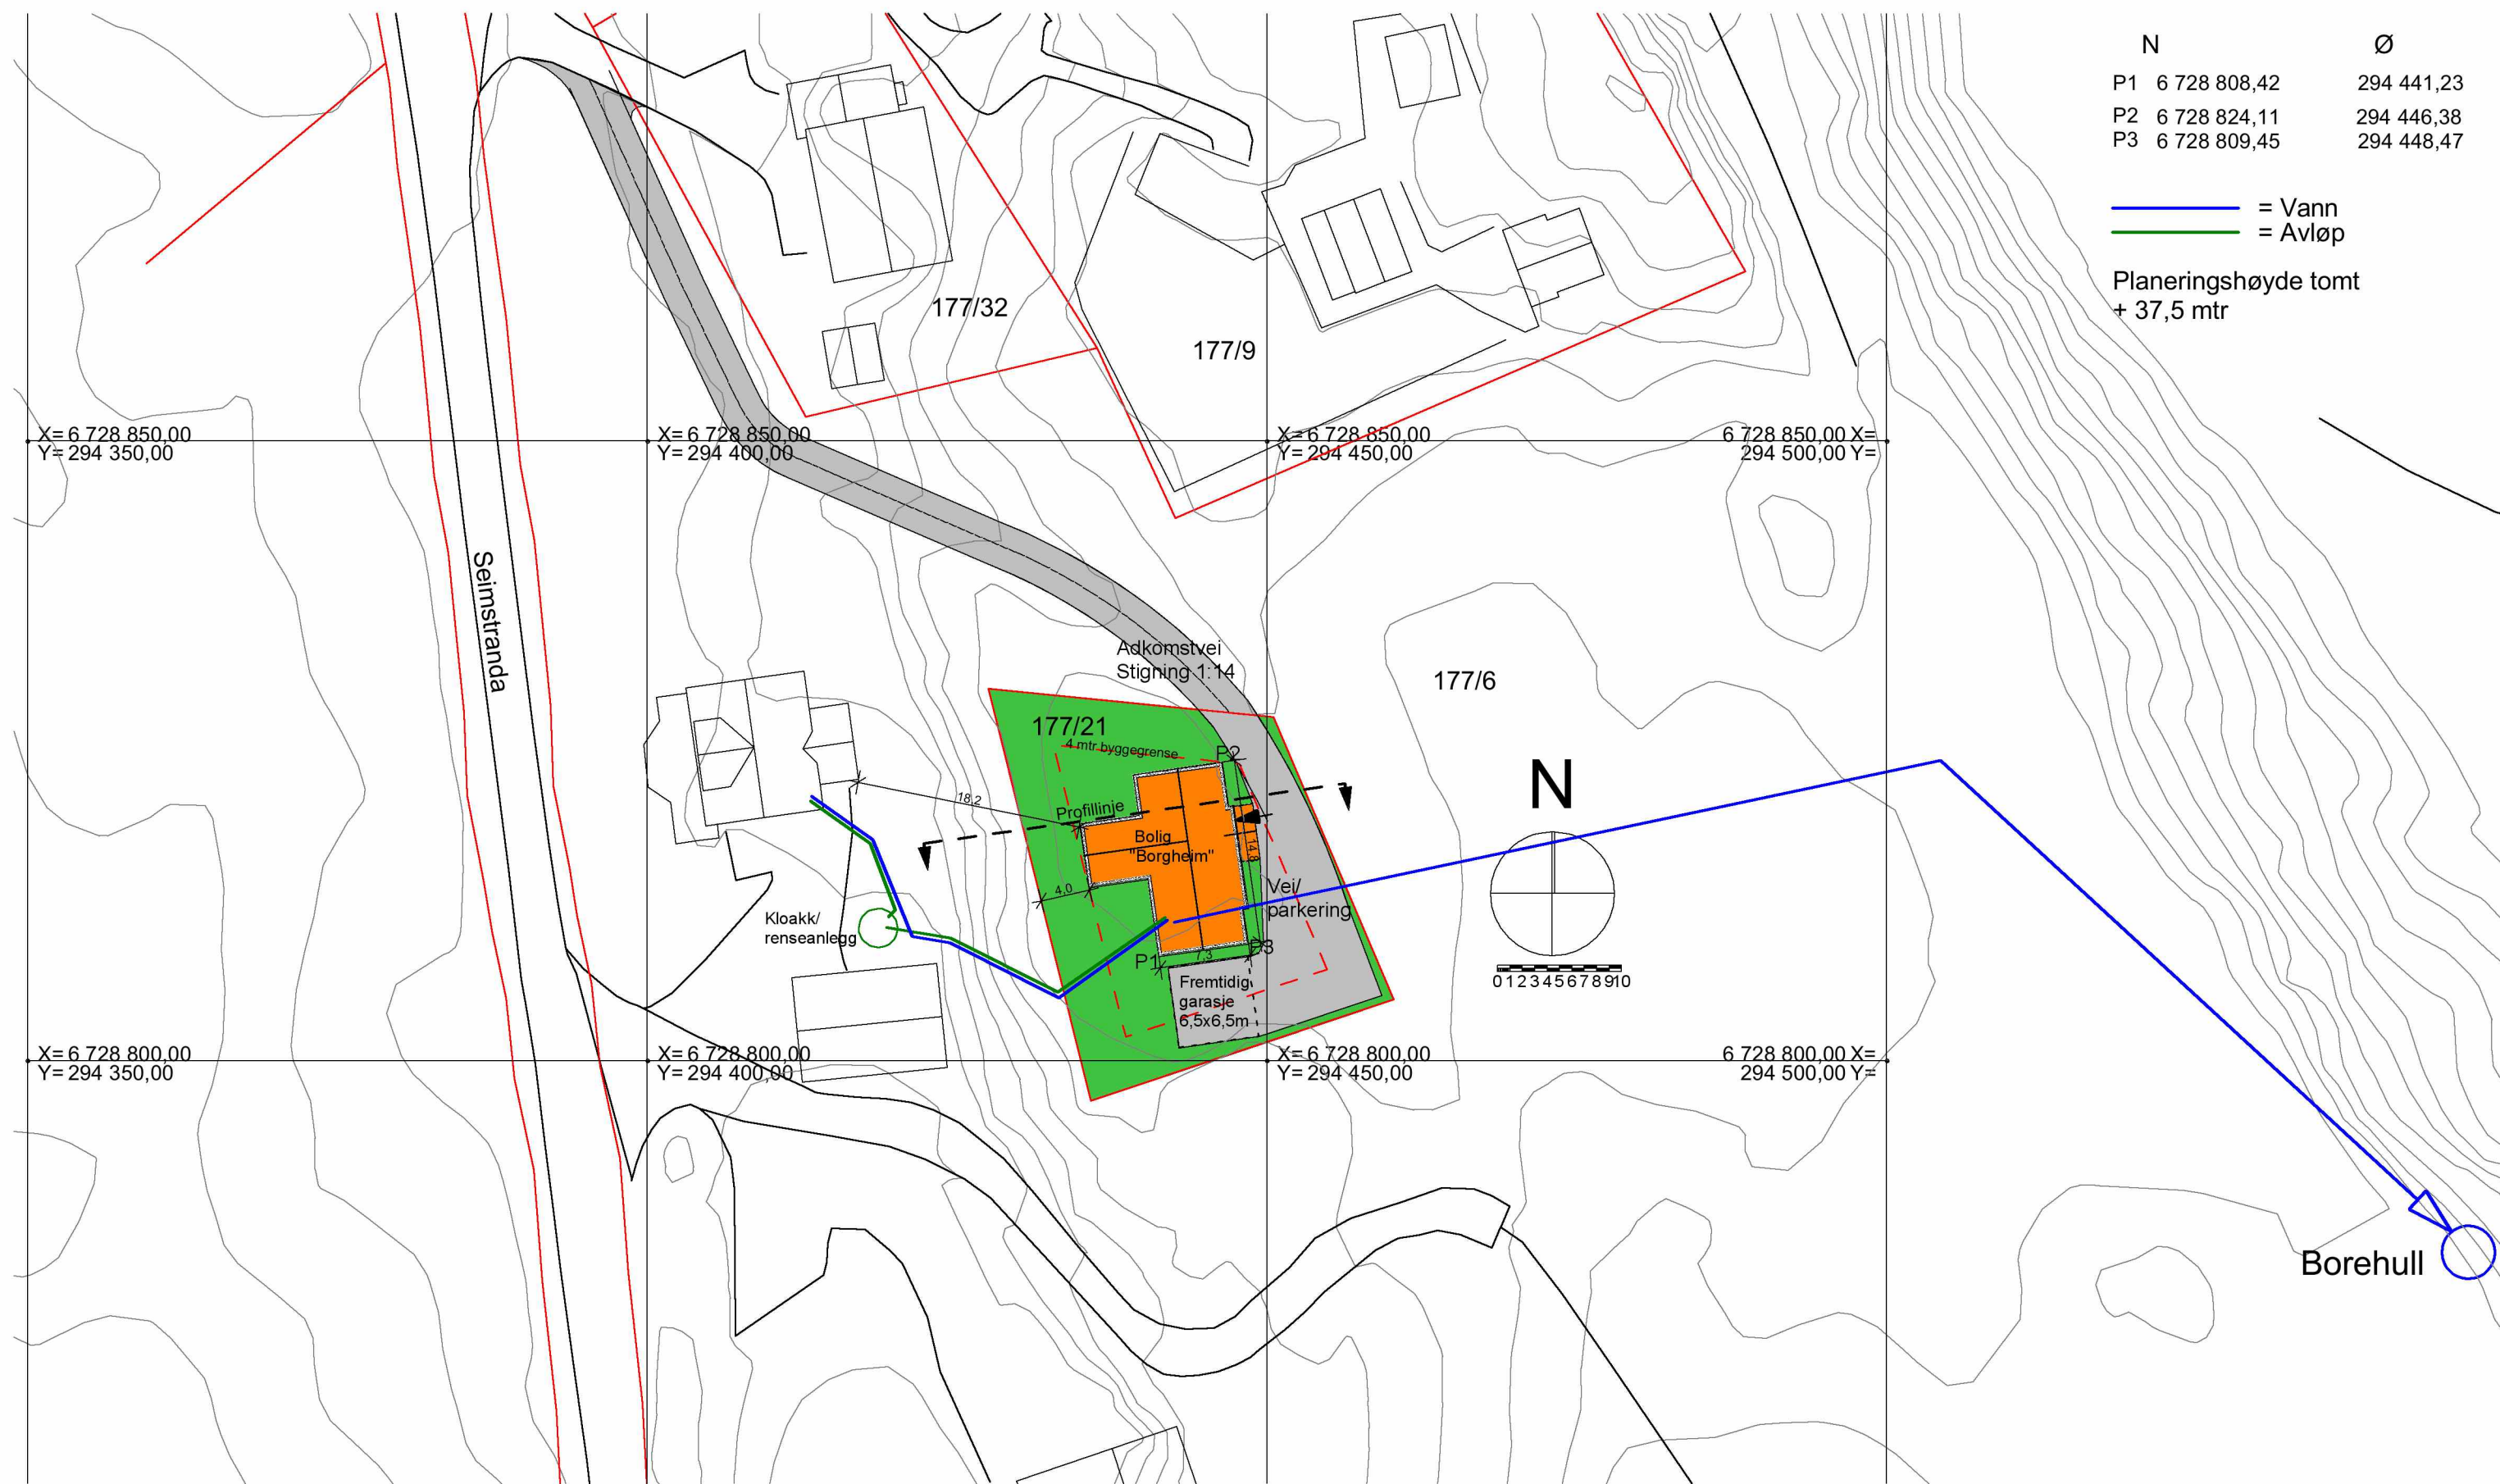 N Ø
P1 6 728 808,42 294 441,23
P2 6 728 824,11 294 446,38
P3 6 728 809,45 294 448,47
= Vann
= Avløp
Planeringshøyde tomt
+ 37,5 mtr
177/32
177/9
X= 6 728 850,00
Y= 294 350,00
X= 6 728 850,00
Y= 294 400,00
X= 6 728 850,00
Y= 294 450,00
6 728 850,00 X=
294 500,00 Y=
Seimstranda
Adkomstvei
Stigning 1:14
177/6
177/21
4 mtr byggegrense
P2
N
18,2
Profillinje
Bolig
"Borgheim"
14,8
4,0
Vei/
parkering
Kloakk/
renseanlegg
P1
7,3
P3
Fremtidig
garasje
6,5x6,5m
0 1 2 3 4 5 6 7 8 9 10
X= 6 728 800,00
Y= 294 350,00
X= 6 728 800,00
Y= 294 400,00
X= 6 728 800,00
Y= 294 450,00
6 728 800,00 X=
294 500,00 Y=
Borehull